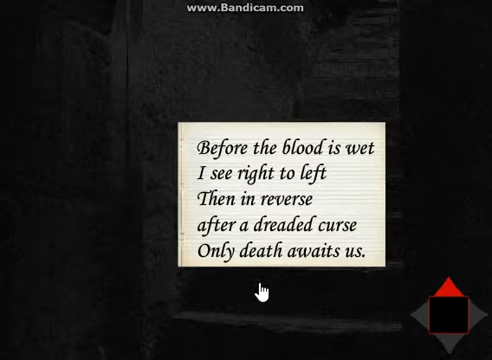 www.Bandicam.com
Before the blood is wet
I see right to left
Then in reverse
after a dreaded curse
Only death awaits us.